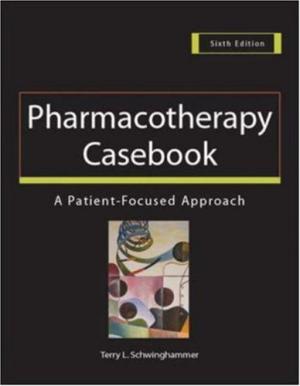 Sixth Edition
Pharmacotherapy
Casebook
A Patient-Focused Approach
Terry L. Schwinghammer